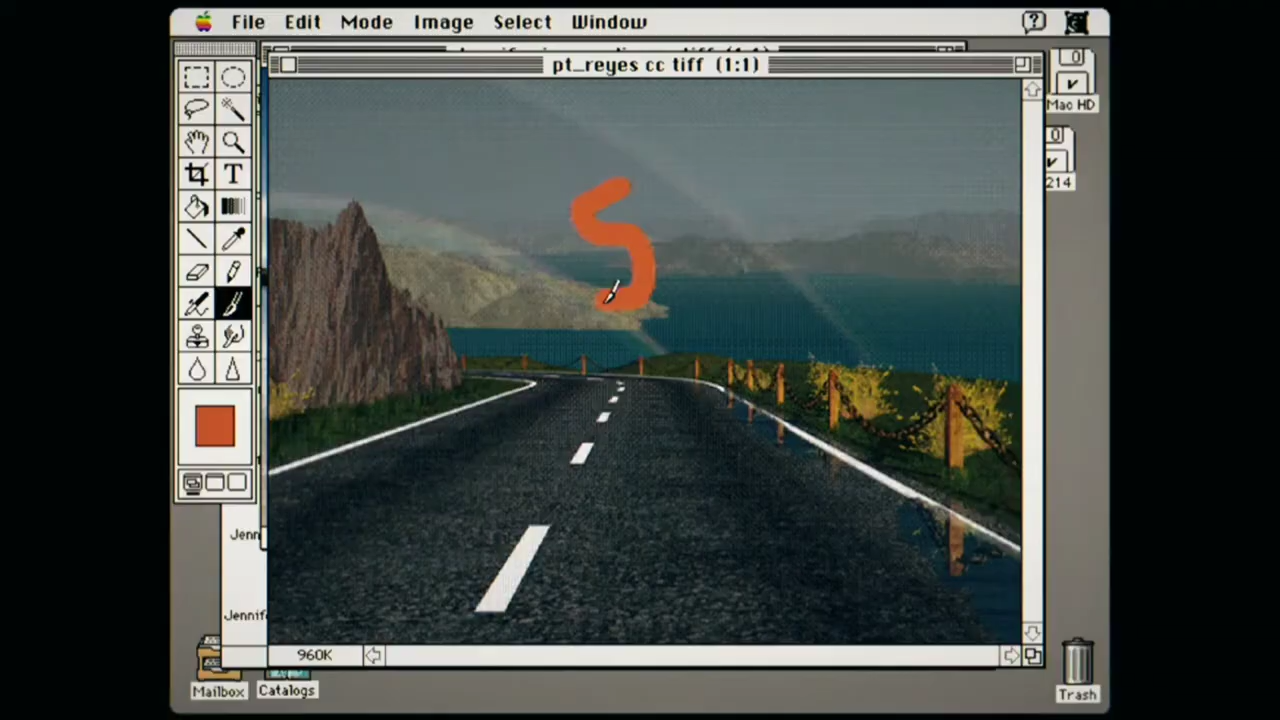 File Edit Mode Image Select Window
pt_reyes cc tiff (1:1)
Mac HD
214
T
S
Jenn
Jennif
960K
Mailbox
Catalogs
Trash